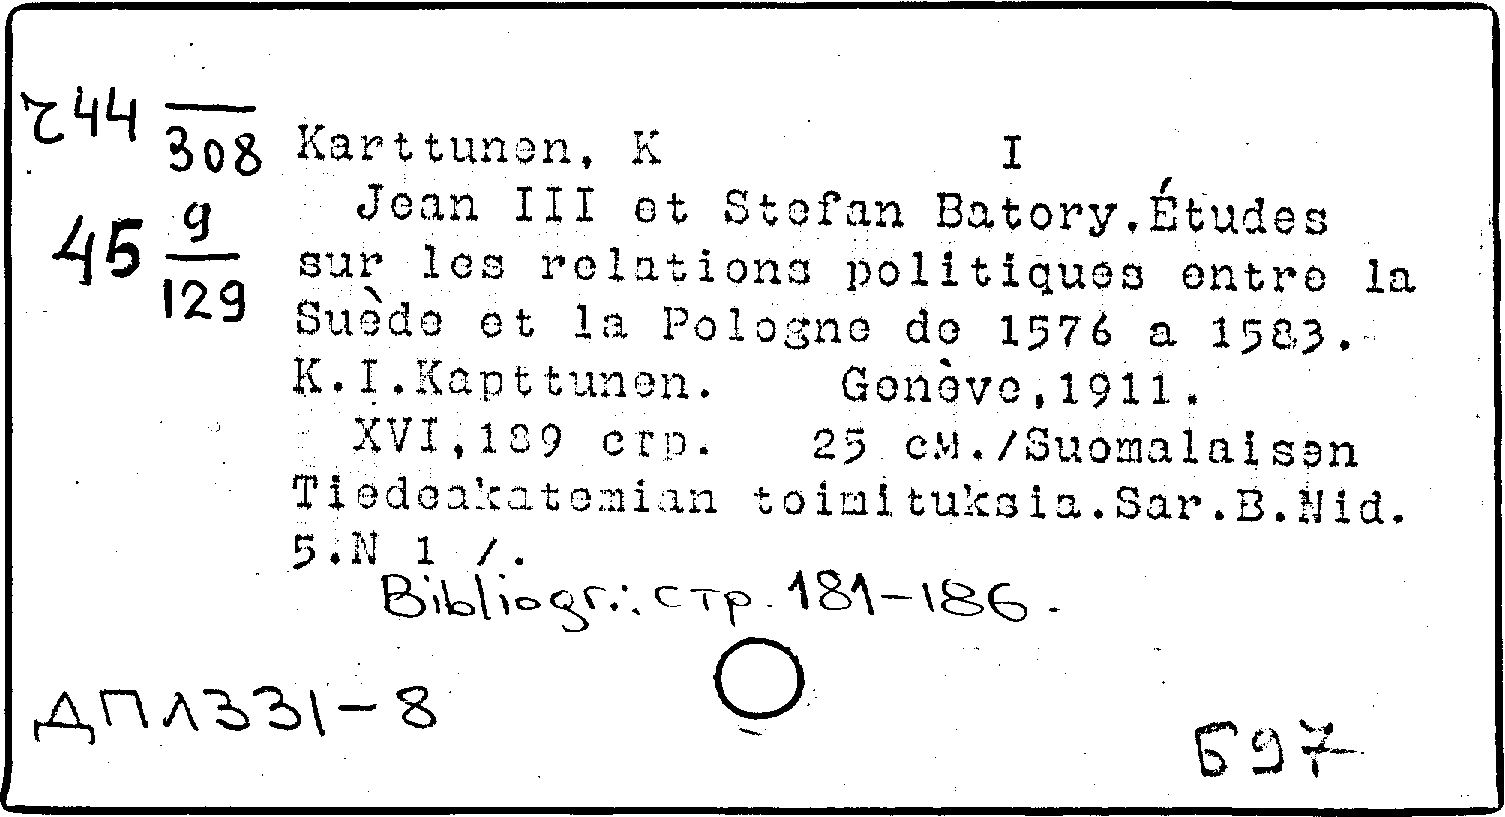 Ꚍ44 308
Karttunen, K I
Jean III et Stefan Batory.Études
45 9/129
sur les relations politiques entre la
Suède et la Pologne de 1576 a 1583.
K.I.Kapttunen. Genève,1911.
XVI,189 стр. 25 см./Suomalaisen
Tiedeakatemian toimituksia.Sar.B.Nid.
5.N 1 /.
Bibliogr.: стр. 181-186.
ДПЛ331-8
Б97